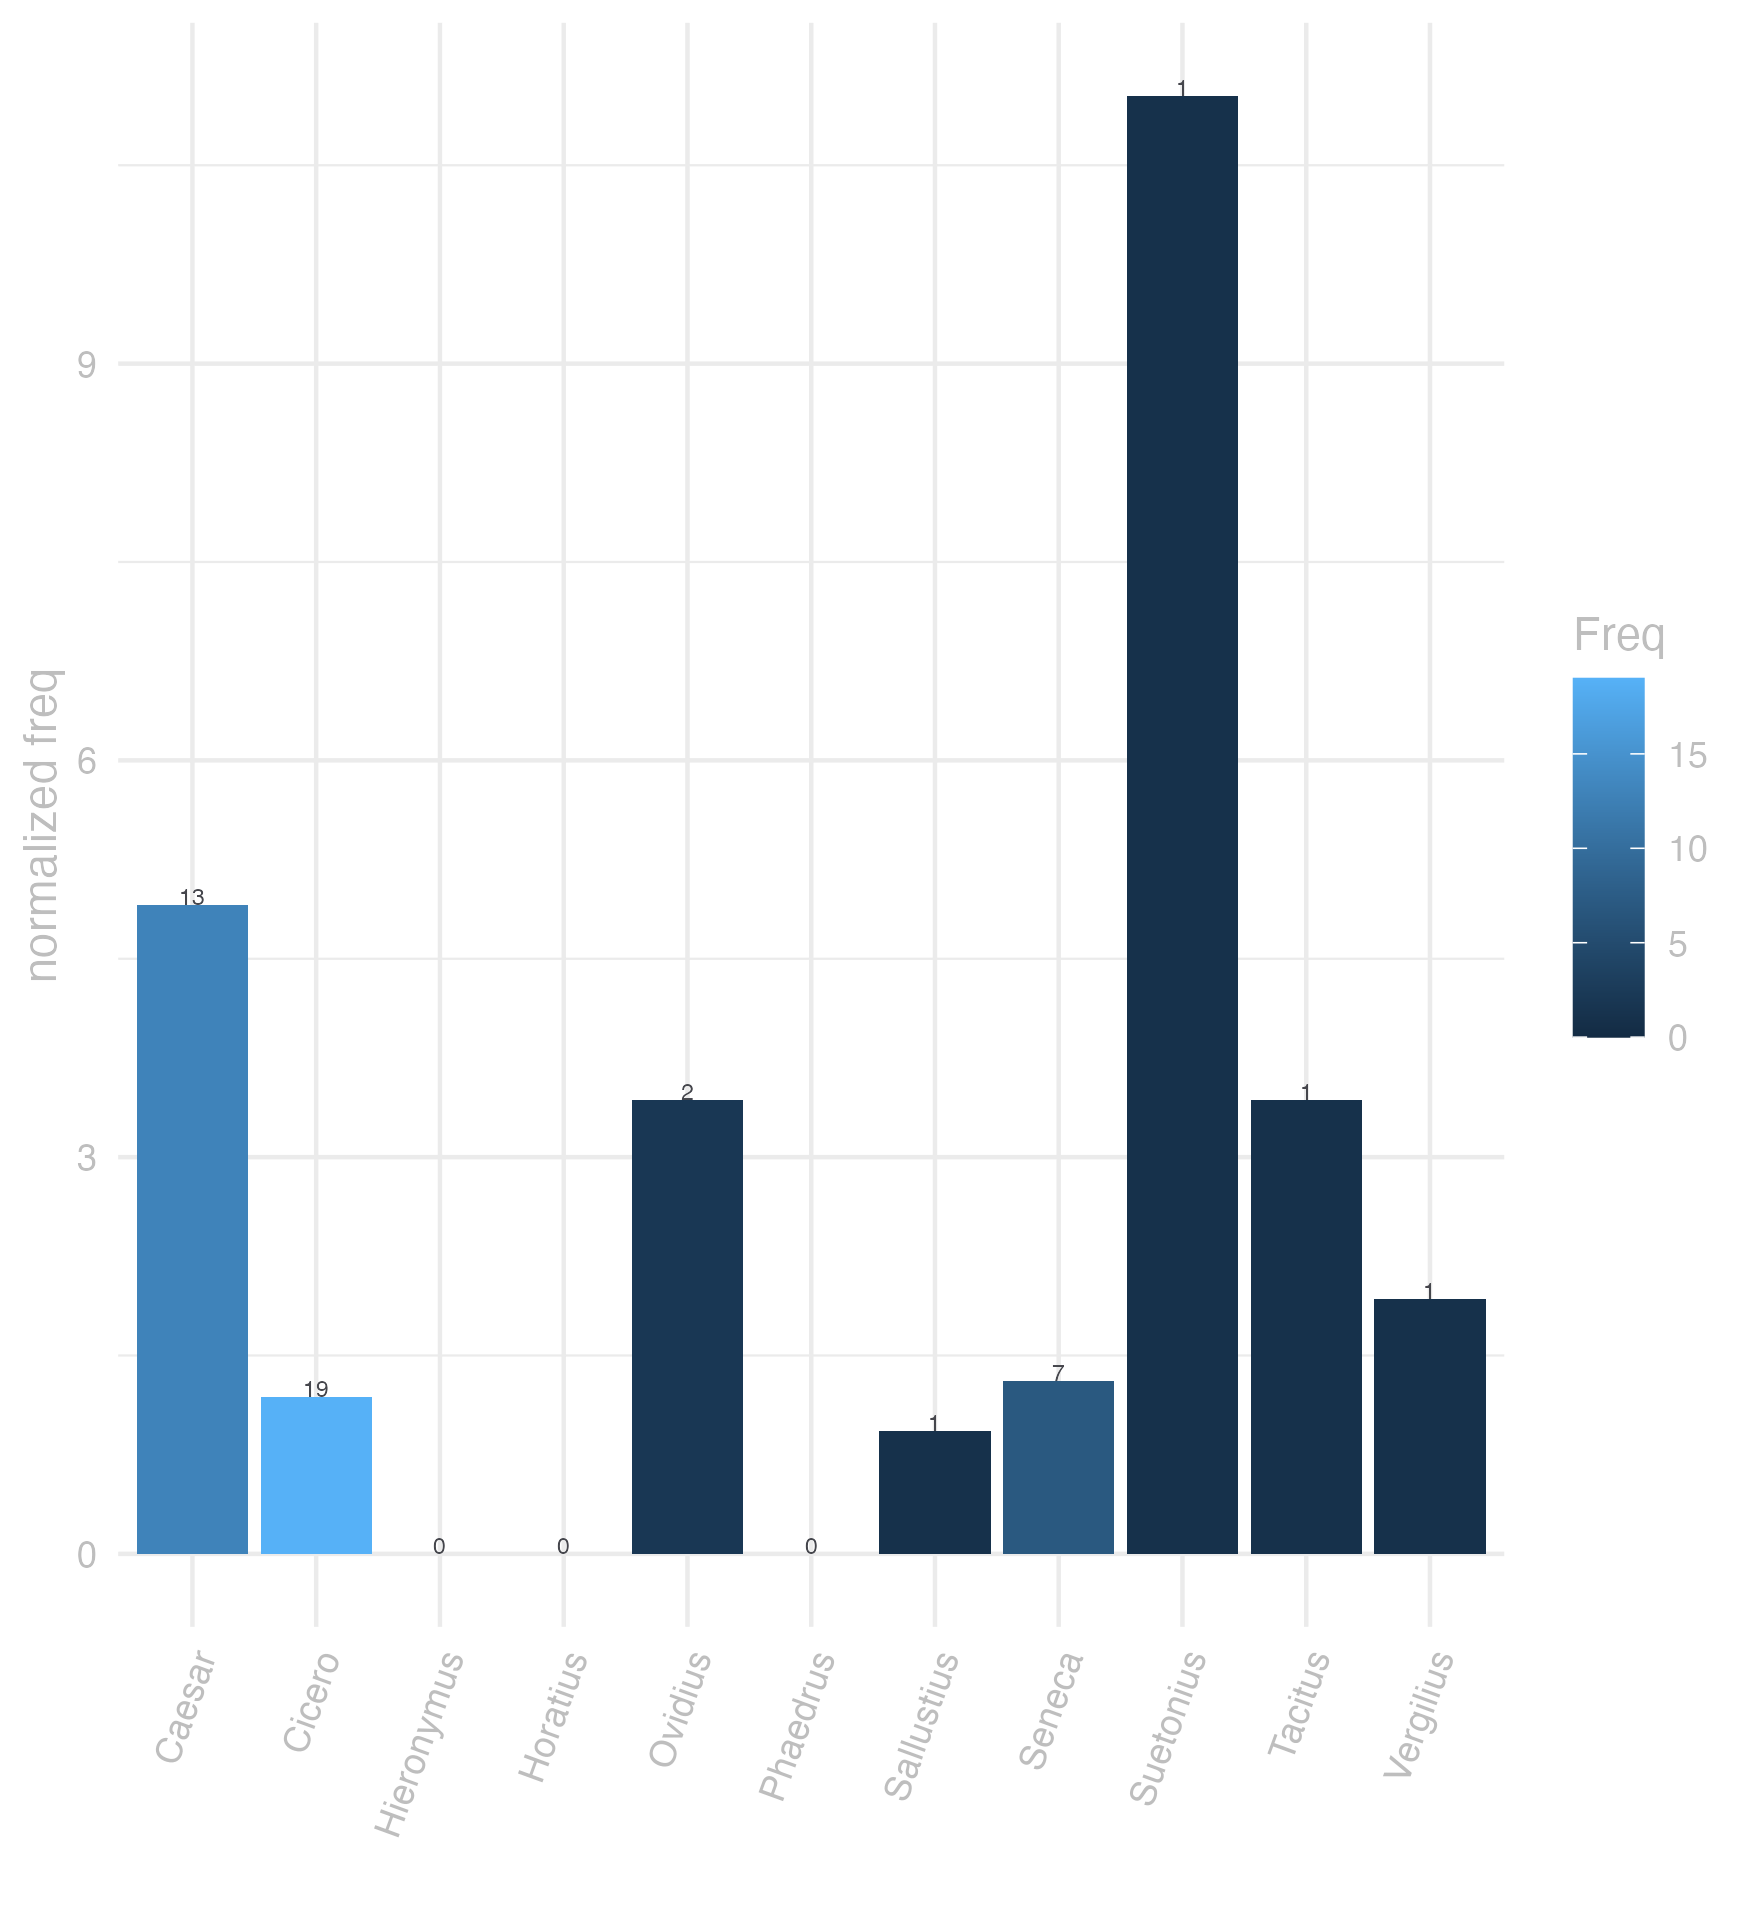 normalized freq
9
6
3
0
13
19
0
0
2
0
1
7
1
1
1
Caesar
Cicero
Hieronymus
Horatius
Ovidius
Phaedrus
Sallustius
Seneca
Suetonius
Tacitus
Vergilius
Freq
15
10
5
0